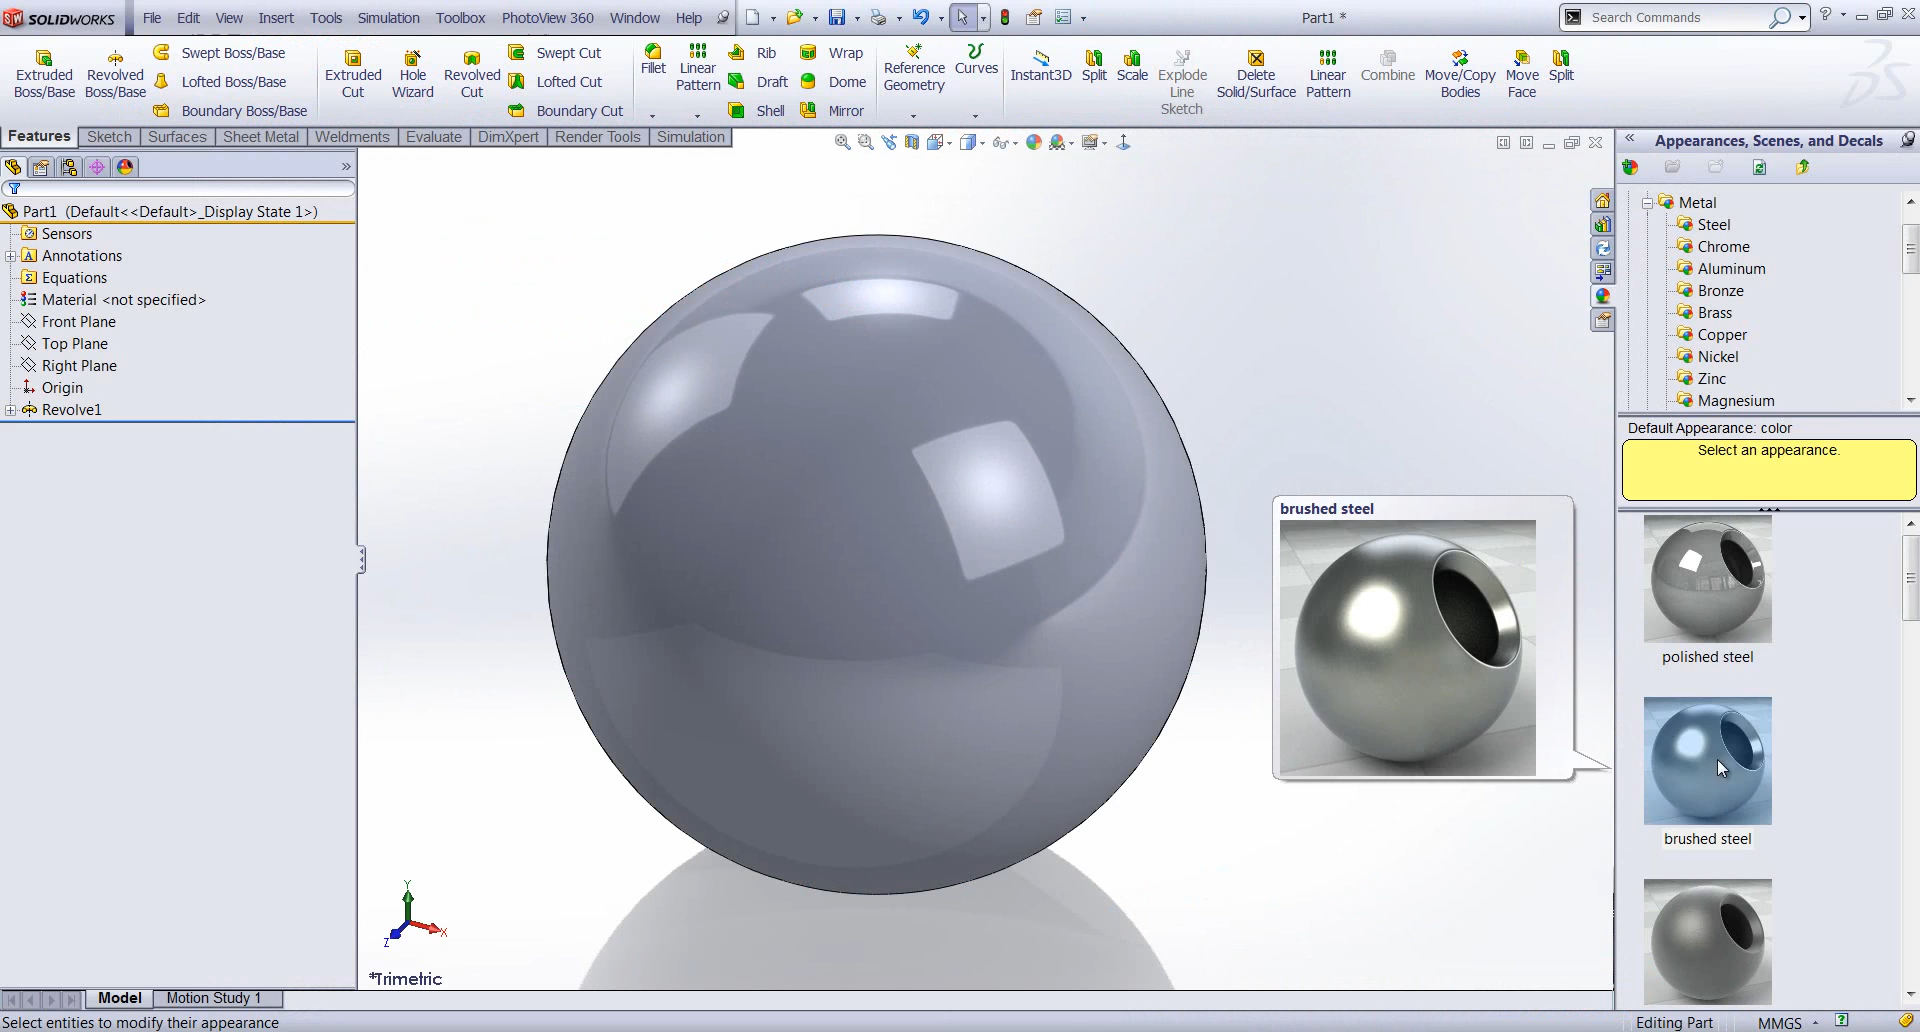 SOLIDWORKS
File Edit View Insert Tools Simulation Toolbox PhotoView 360 Window Help
Part1 *
Search Commands
Extruded Boss/Base
Revolved Boss/Base
Swept Boss/Base
Lofted Boss/Base
Boundary Boss/Base
Extruded Cut
Hole Wizard
Revolved Cut
Swept Cut
Lofted Cut
Boundary Cut
Fillet
Linear Pattern
Rib
Draft
Shell
Wrap
Dome
Mirror
Reference Geometry
Curves
Instant3D
Split
Scale
Explode Line Sketch
Delete Solid/Surface
Linear Pattern
Combine
Move/Copy Bodies
Move Face
Split
Features Sketch Surfaces Sheet Metal Weldments Evaluate DimXpert Render Tools Simulation
Part1 (Default<<Default>_Display State 1>)
Sensors
Annotations
Equations
Material <not specified>
Front Plane
Top Plane
Right Plane
Origin
Revolve1
Y
X
Z
*Trimetric
brushed steel
Appearances, Scenes, and Decals
Metal
Steel
Chrome
Aluminum
Bronze
Brass
Copper
Nickel
Zinc
Magnesium
Default Appearance: color
Select an appearance.
polished steel
brushed steel
Model Motion Study 1
Select entities to modify their appearance
Editing Part
MMGS